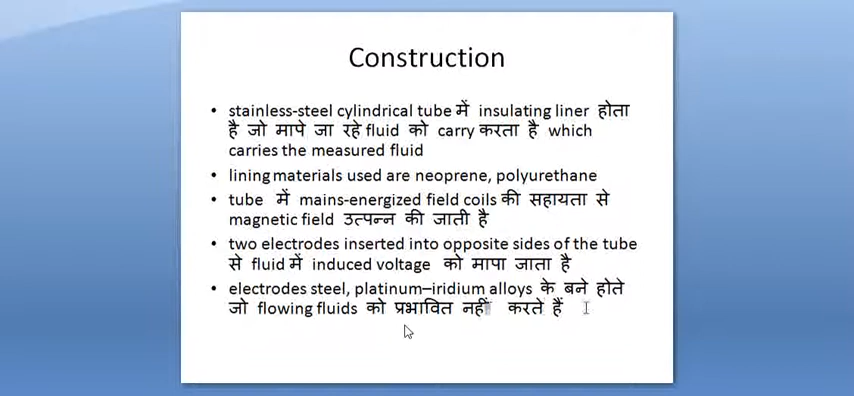 Construction
• stainless-steel cylindrical tube में insulating liner होता
है जो मापे जा रहे fluid को carry करता है which
carries the measured fluid
• lining materials used are neoprene, polyurethane
• tube में mains-energized field coils की सहायता से
magnetic field उत्पन्न की जाती है
• two electrodes inserted into opposite sides of the tube
से fluid में induced voltage को मापा जाता है
• electrodes steel, platinum–iridium alloys के बने होते
जो flowing fluids को प्रभावित नहीं करते हैं